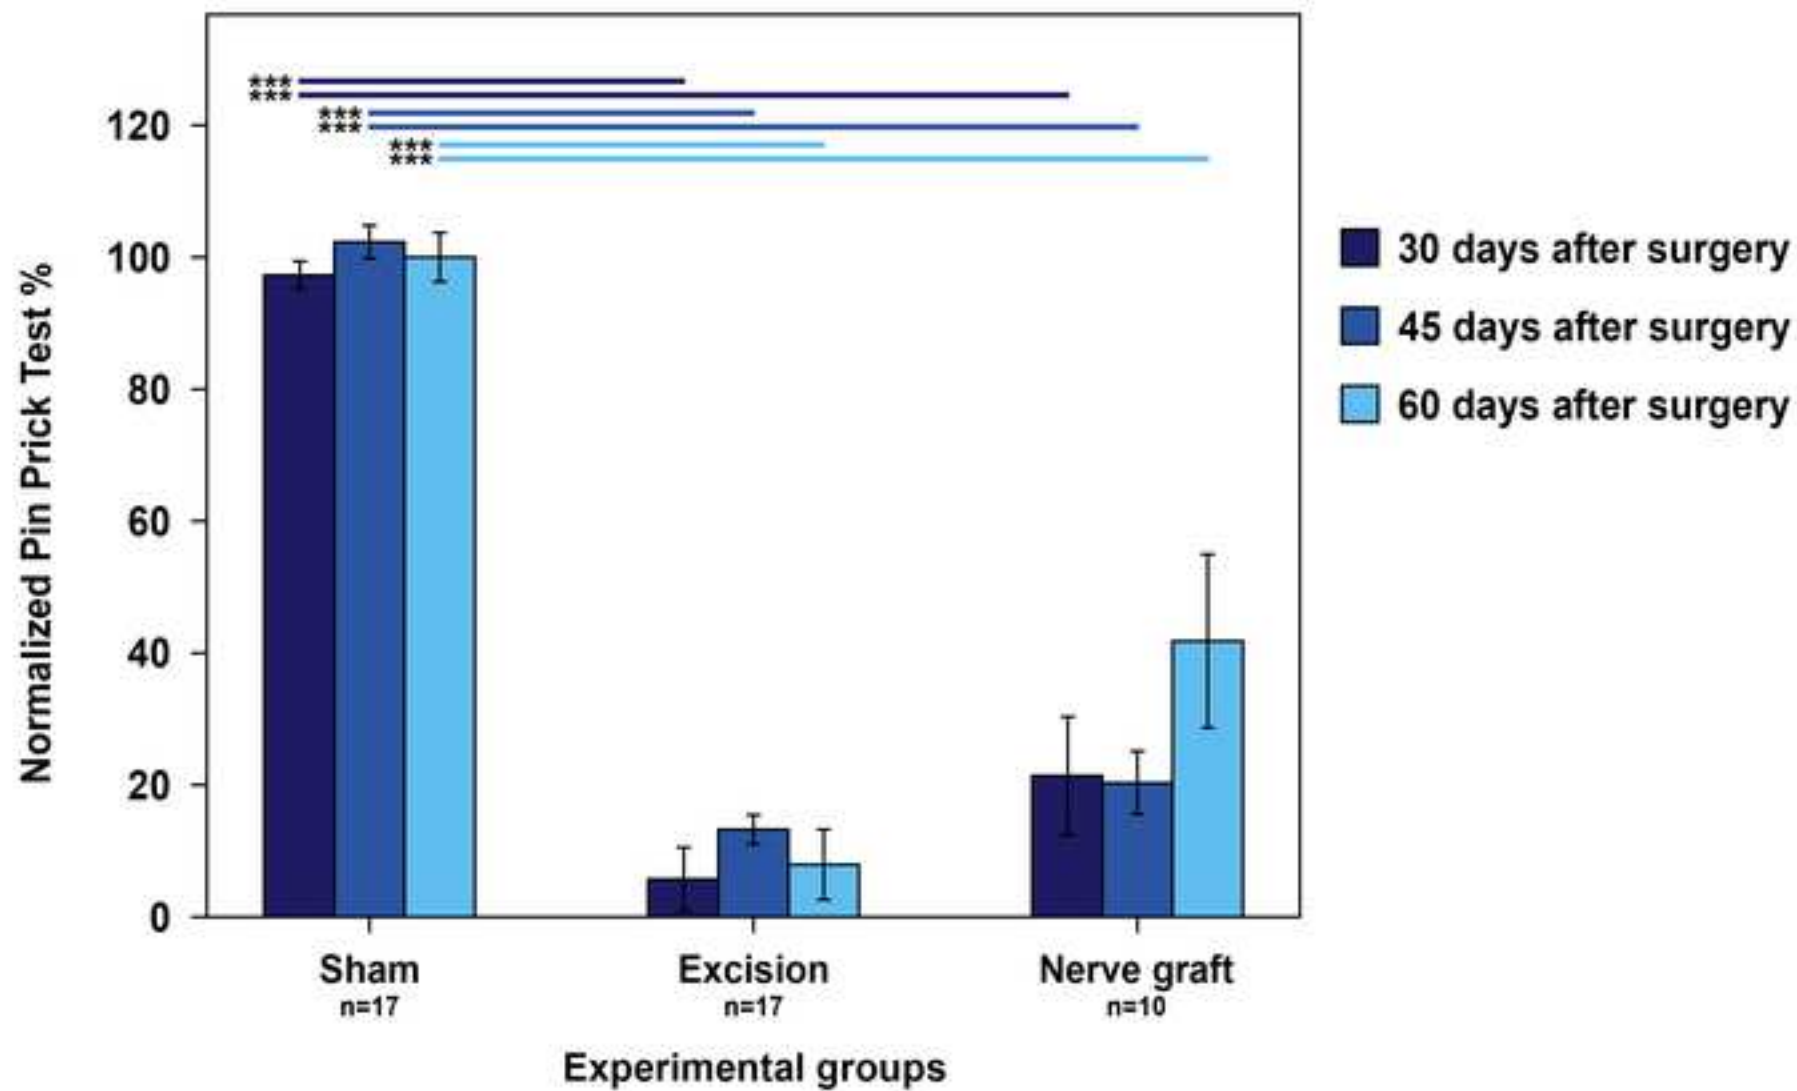 ***
***
***
***
***
***
120
100
80
60
40
20
0
Normalized Pin Prick Test %
Sham
n=17
Excision
n=17
Nerve graft
n=10
Experimental groups
30 days after surgery
45 days after surgery
60 days after surgery